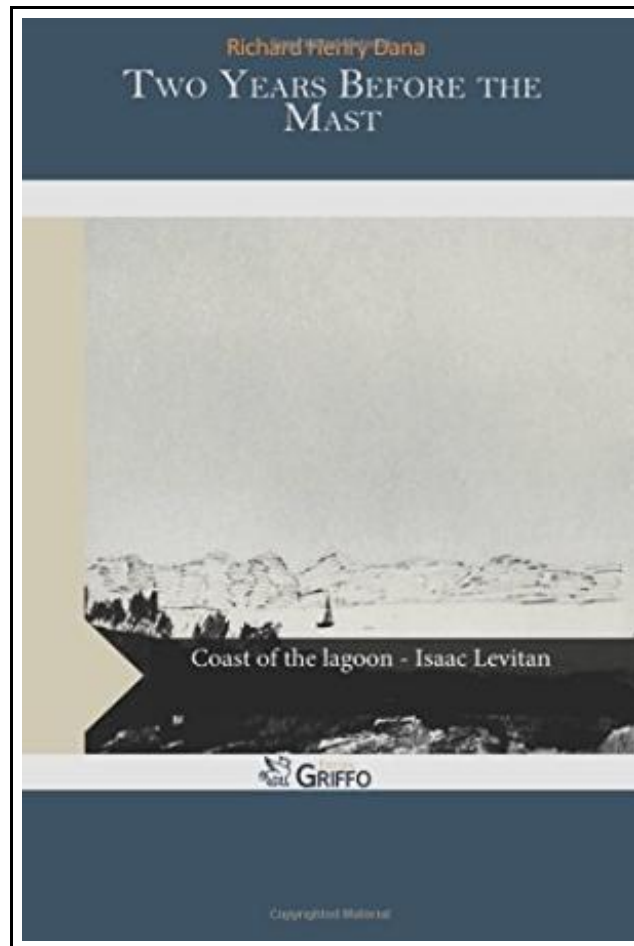 Richard Henry Dana
TWO YEARS BEFORE THE
MAST
Coast of the lagoon - Isaac Levitan
GRIFFO
Copyrighted Material